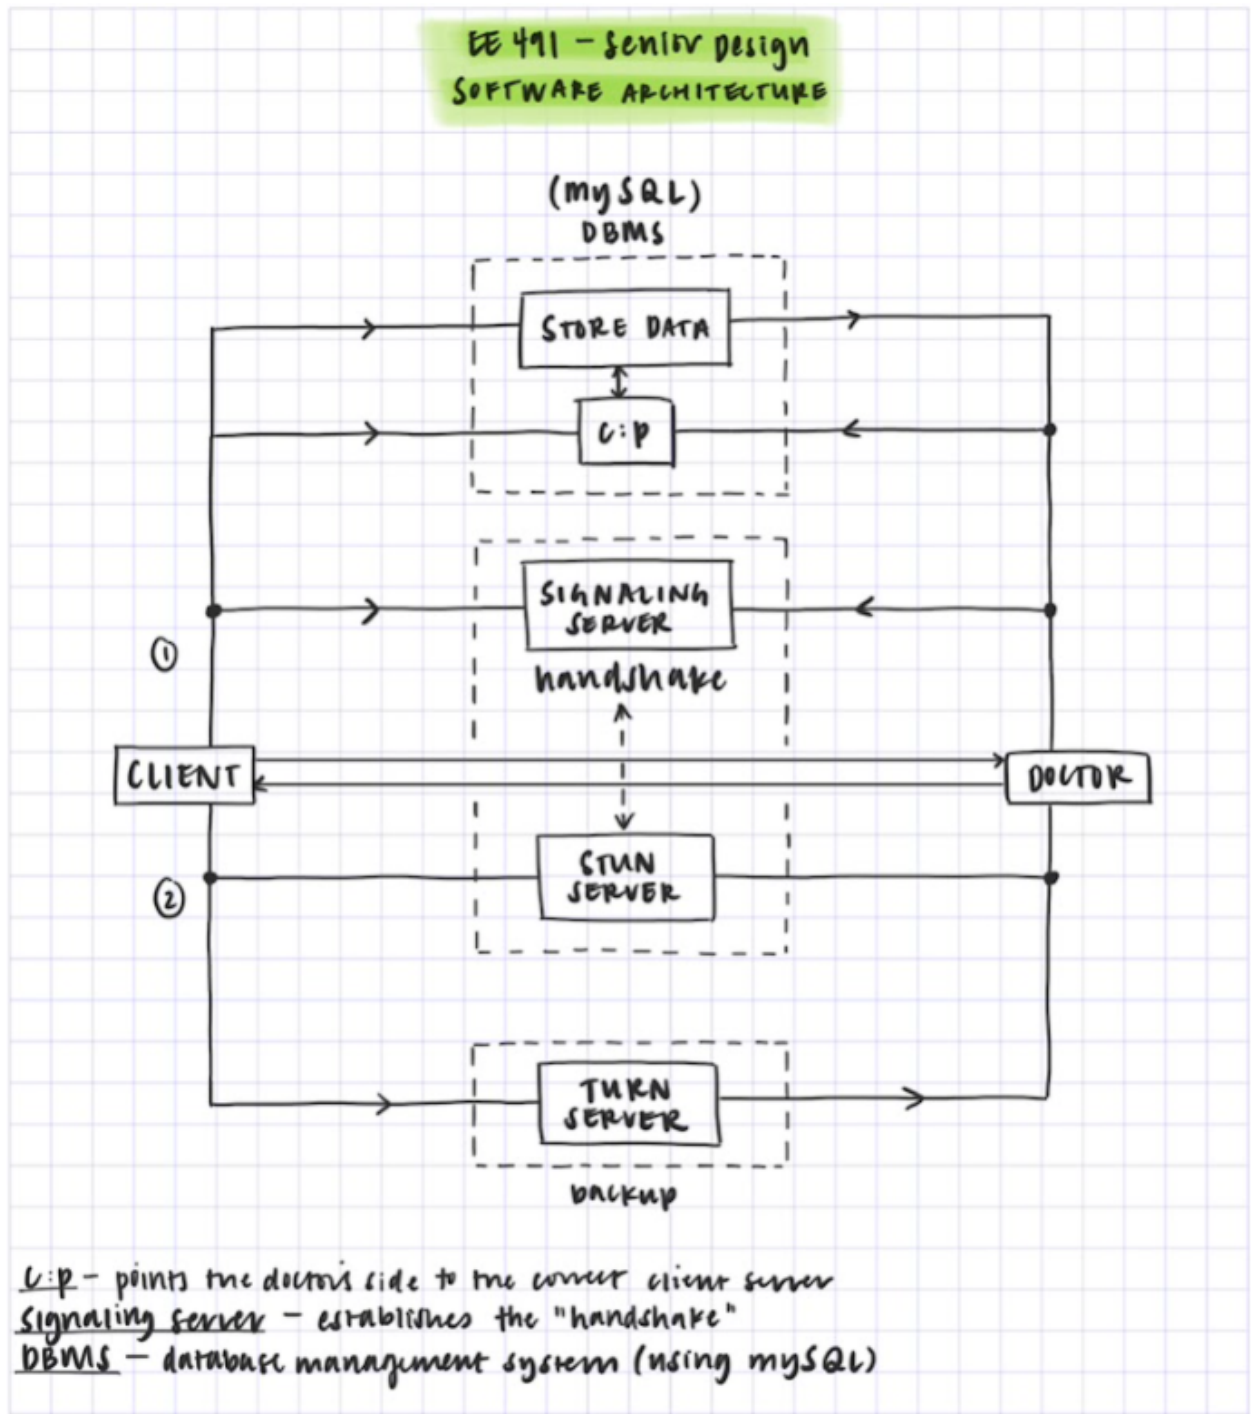 EE 491 - Senior Design
SOFTWARE ARCHITECTURE
(mySQL)
DBMS
STORE DATA
c:p
SIGNALING
SERVER
handshake
①
CLIENT
DOCTOR
STUN
SERVER
②
TURN
SERVER
backup
c:p - points the doctor's side to the correct client server
signaling server - establishes the "handshake"
DBMS - database management system (using mySQL)